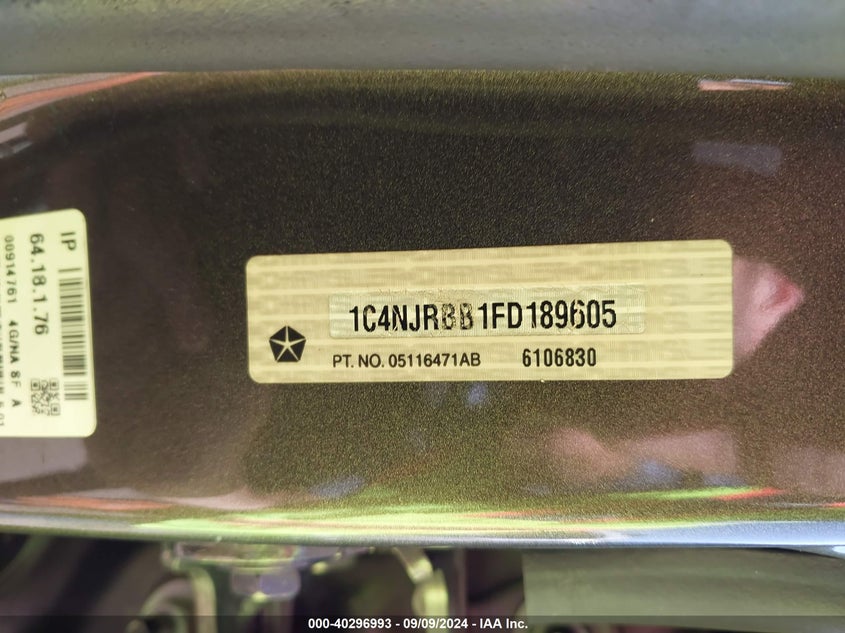 IP
64.18.1.76
00914761 4G/NA 8F A
1C4NJRBB1FD189605
PT. NO. 05116471AB 6106830
000-40296993 - 09/09/2024 - IAA Inc.